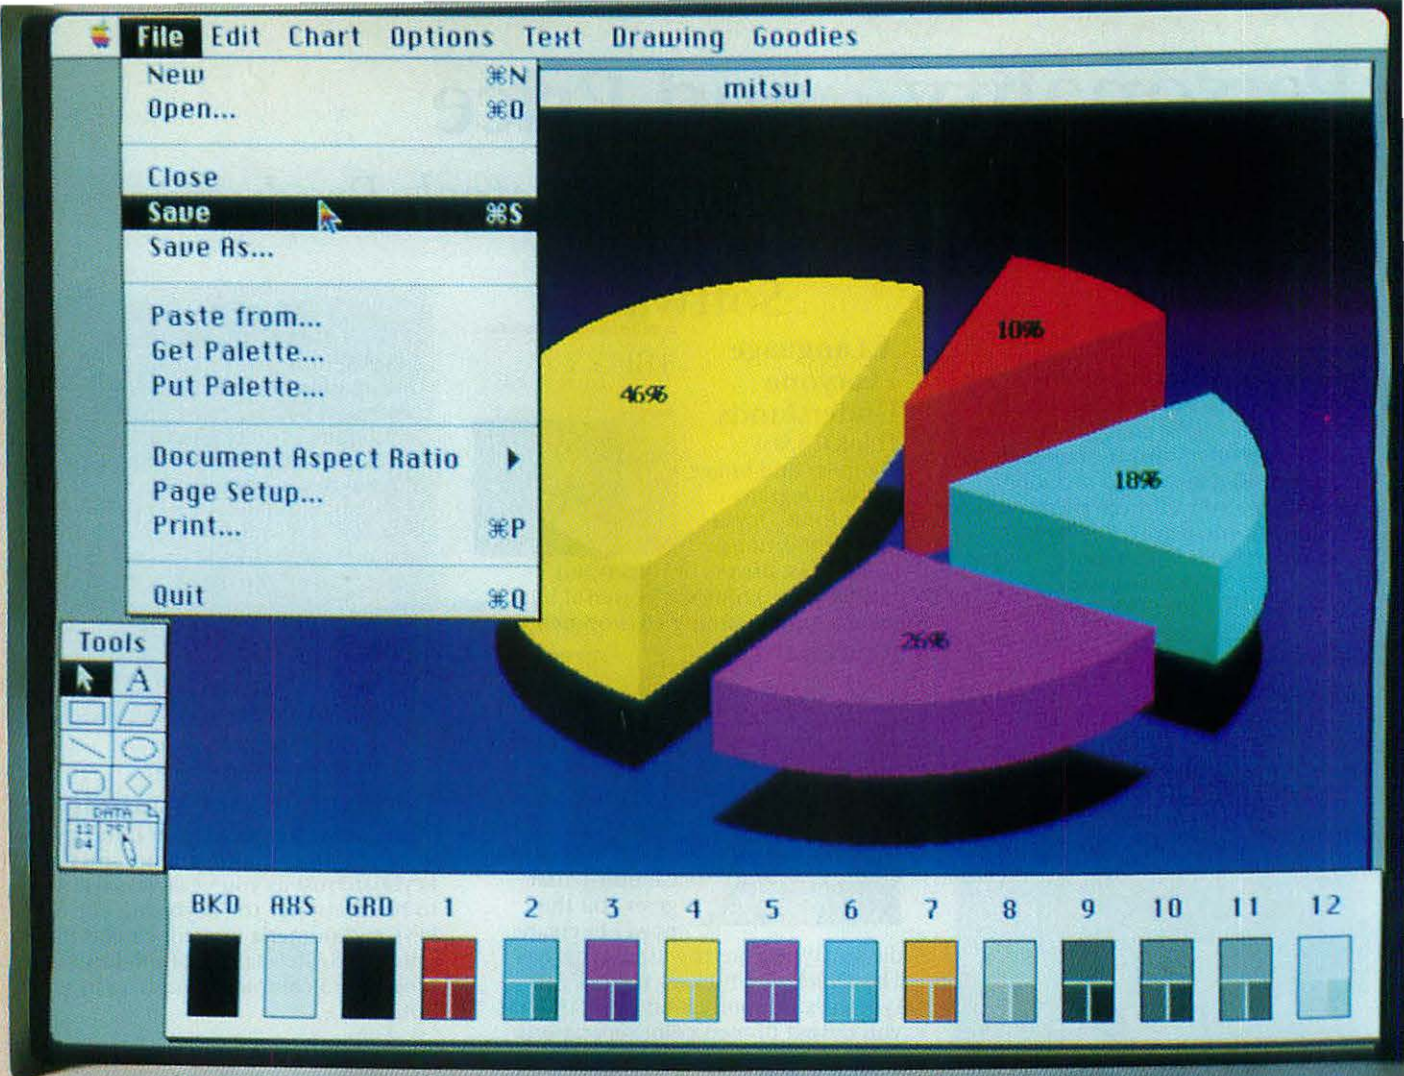 File Edit Chart Options Text Drawing Goodies
New ⌘N
Open... ⌘O
Close
Save ⌘S
Save As...
Paste from...
Get Palette...
Put Palette...
Document Aspect Ratio
Page Setup...
Print... ⌘P
Quit ⌘Q
mitsu1
46%
10%
18%
26%
Tools
A
DATA
BKD AXS GRD 1 2 3 4 5 6 7 8 9 10 11 12